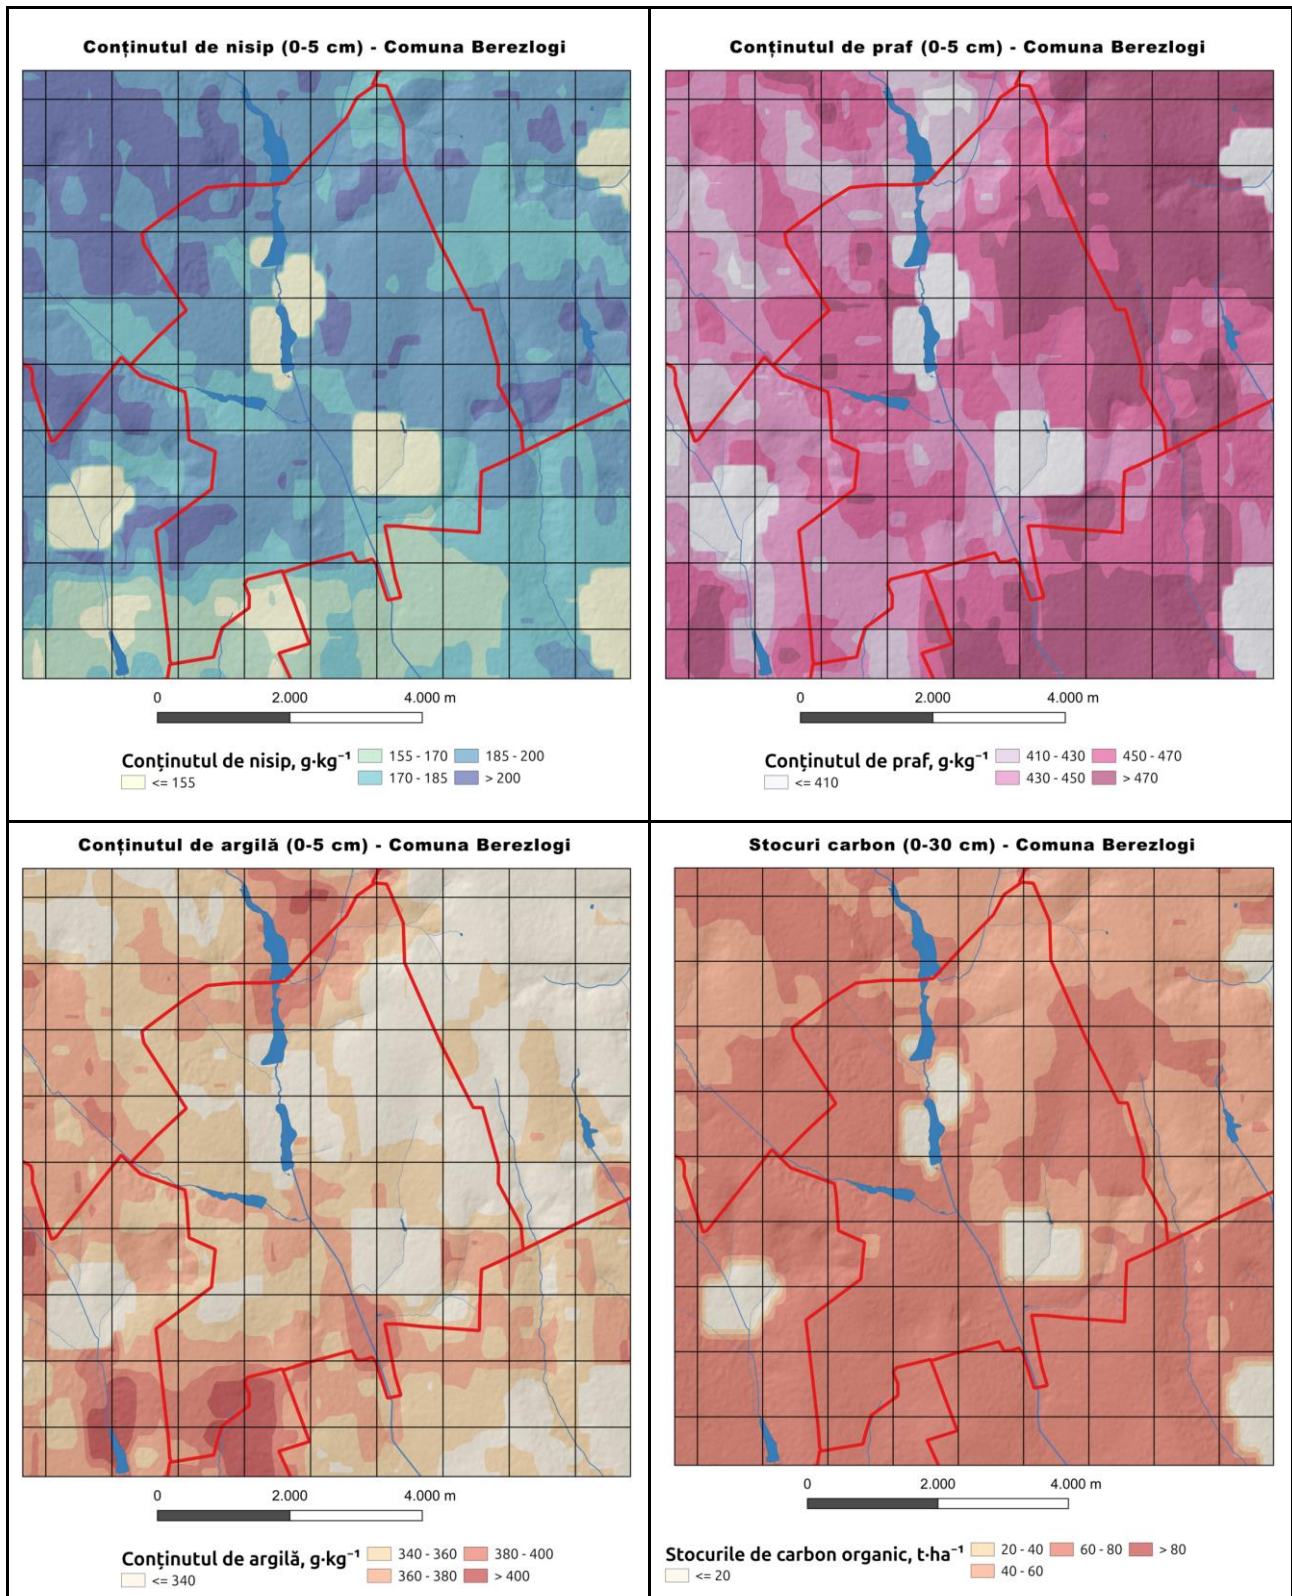 Conținutul de nisip (0-5 cm) - Comuna Berezlogi
0 2.000 4.000 m
Conținutul de nisip, g·kg⁻¹
<= 155
155 - 170
170 - 185
185 - 200
> 200
Conținutul de praf (0-5 cm) - Comuna Berezlogi
0 2.000 4.000 m
Conținutul de praf, g·kg⁻¹
<= 410
410 - 430
430 - 450
450 - 470
> 470
Conținutul de argilă (0-5 cm) - Comuna Berezlogi
0 2.000 4.000 m
Conținutul de argilă, g·kg⁻¹
<= 340
340 - 360
360 - 380
380 - 400
> 400
Stocuri carbon (0-30 cm) - Comuna Berezlogi
0 2.000 4.000 m
Stocurile de carbon organic, t·ha⁻¹
<= 20
20 - 40
40 - 60
60 - 80
> 80